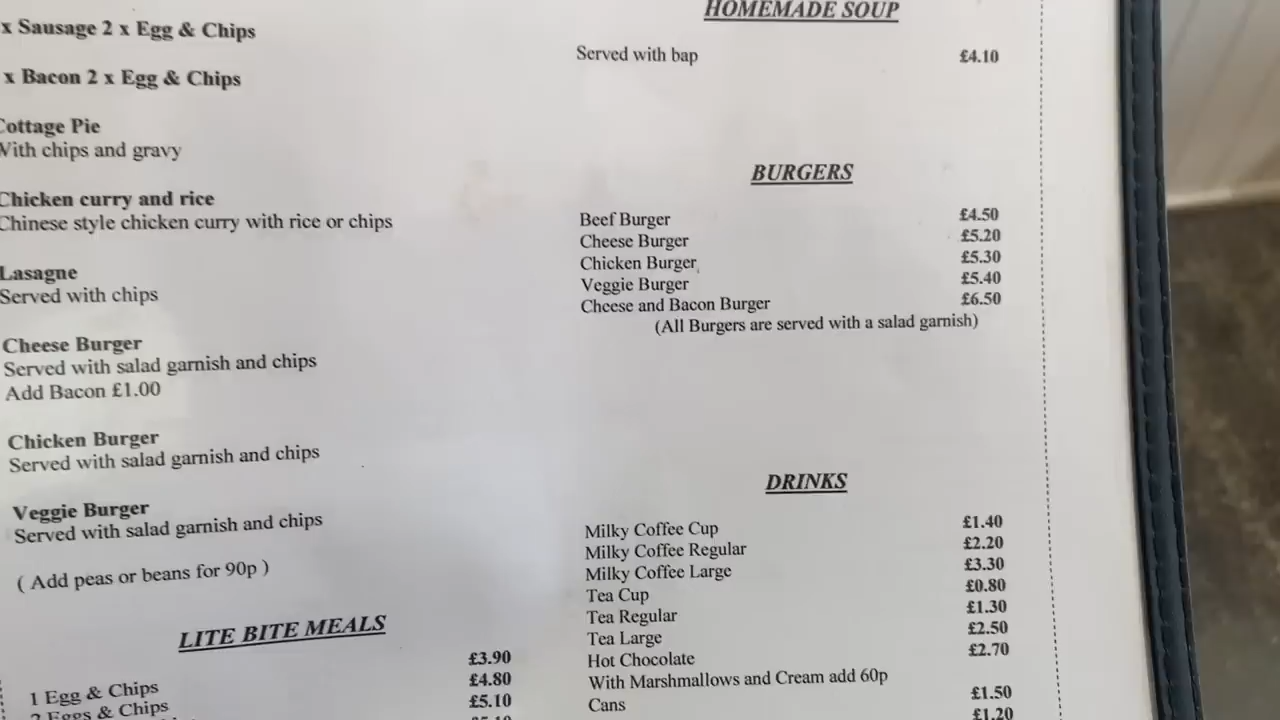 x Sausage 2 x Egg & Chips
x Bacon 2 x Egg & Chips
Cottage Pie
With chips and gravy
Chicken curry and rice
Chinese style chicken curry with rice or chips
Lasagne
Served with chips
Cheese Burger
Served with salad garnish and chips
Add Bacon £1.00
Chicken Burger
Served with salad garnish and chips
Veggie Burger
Served with salad garnish and chips
( Add peas or beans for 90p )
LITE BITE MEALS
£3.90
1 Egg & Chips £4.80
2 Eggs & Chips £5.10
HOMEMADE SOUP
Served with bap £4.10
BURGERS
Beef Burger £4.50
Cheese Burger £5.20
Chicken Burger £5.30
Veggie Burger £5.40
Cheese and Bacon Burger £6.50
(All Burgers are served with a salad garnish)
DRINKS
Milky Coffee Cup £1.40
Milky Coffee Regular £2.20
Milky Coffee Large £3.30
Tea Cup £0.80
Tea Regular £1.30
Tea Large £2.50
Hot Chocolate £2.70
With Marshmallows and Cream add 60p
Cans £1.50
£1.20